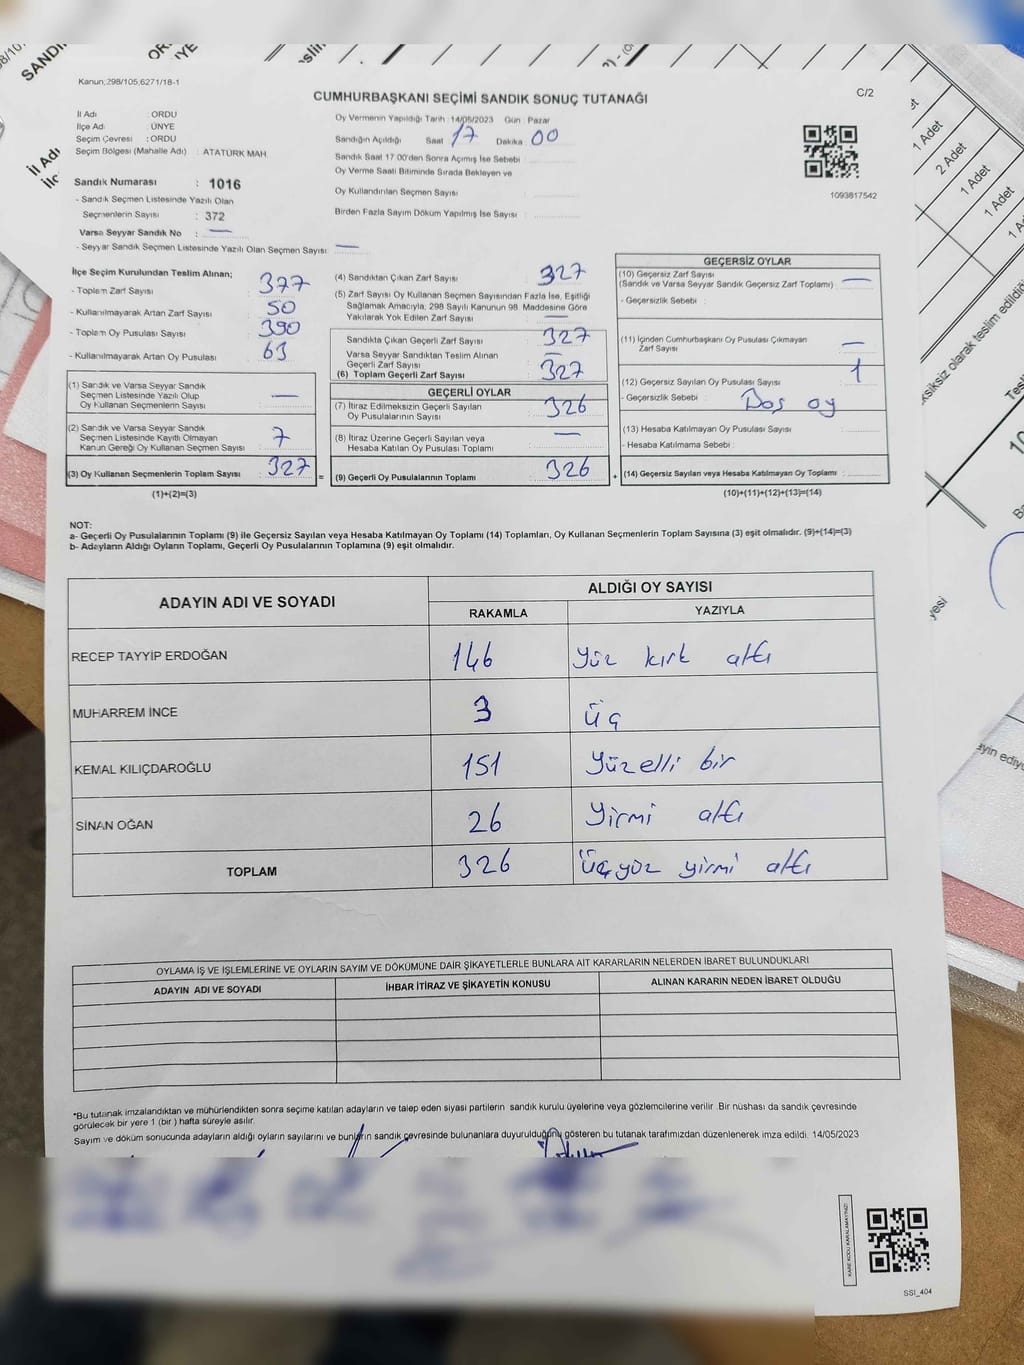 Kanun,298/105,6271/18-1
CUMHURBAŞKANI SEÇİMİ SANDIK SONUÇ TUTANAĞI
C/2
İl Adı : ORDU
İlçe Adı : ÜNYE
Seçim Çevresi : ORDU
Seçim Bölgesi (Mahalle Adı) : ATATÜRK MAH.
Sandık Numarası : 1016
- Sandık Seçmen Listesinde Yazılı Olan
Seçmenlerin Sayısı : 372
Varsa Seyyar Sandık No : —
- Seyyar Sandık Seçmen Listesinde Yazılı Olan Seçmen Sayısı: —
Oy Vermenin Yapıldığı Tarih : 14/05/2023 Gün : Pazar
Sandığın Açıldığı Saat 17 Dakika 00
Sandık Saat 17.00'den Sonra Açımış İse Sebebi :
Oy Verme Saati Bitiminde Sırada Bekleyen ve
Oy Kullandırılan Seçmen Sayısı :
Birden Fazla Sayım Döküm Yapılmış İse Sayısı :
1093817542
İlçe Seçim Kurulundan Teslim Alınan;
- Toplam Zarf Sayısı : 377
- Kullanılmayarak Artan Zarf Sayısı : 50
- Toplam Oy Pusulası Sayısı : 390
- Kullanılmayarak Artan Oy Pusulası : 63
(1) Sandık ve Varsa Seyyar Sandık
Seçmen Listesinde Yazılı Olup
Oy Kullanan Seçmenlerin Sayısı : —
(2) Sandık ve Varsa Seyyar Sandık
Seçmen Listesinde Kayıtlı Olmayan
Kanun Gereği Oy Kullanan Seçmen Sayısı : 7
(3) Oy Kullanan Seçmenlerin Toplam Sayısı : 327
(1)+(2)=(3)
(4) Sandıktan Çıkan Zarf Sayısı : 327
(5) Zarf Sayısı Oy Kullanan Seçmen Sayısından Fazla İse, Eşitliği
Sağlamak Amacıyla, 298 Sayılı Kanunun 98. Maddesine Göre
Yakılarak Yok Edilen Zarf Sayısı : —
Sandıkta Çıkan Geçerli Zarf Sayısı : 327
Varsa Seyyar Sandıktan Teslim Alınan
Geçerli Zarf Sayısı : —
(6) Toplam Geçerli Zarf Sayısı : 327
GEÇERLİ OYLAR
(7) İtiraz Edilmeksizin Geçerli Sayılan
Oy Pusulalarının Sayısı : 326
(8) İtiraz Üzerine Geçerli Sayılan veya
Hesaba Katılan Oy Pusulası Toplamı : —
= (9) Geçerli Oy Pusulalarının Toplamı : 326
GEÇERSİZ OYLAR
(10) Geçersiz Zarf Sayısı
(Sandık ve Varsa Seyyar Sandık Geçersiz Zarf Toplamı) : —
- Geçersizlik Sebebi :
(11) İçinden Cumhurbaşkanı Oy Pusulası Çıkmayan
Zarf Sayısı : —
(12) Geçersiz Sayılan Oy Pusulası Sayısı : 1
- Geçersizlik Sebebi : Boş oy
(13) Hesaba Katılmayan Oy Pusulası Sayısı :
- Hesaba Katılmama Sebebi :
+ (14) Geçersiz Sayılan veya Hesaba Katılmayan Oy Toplamı :
(10)+(11)+(12)+(13)=(14)
NOT:
a- Geçerli Oy Pusulalarının Toplamı (9) ile Geçersiz Sayılan veya Hesaba Katılmayan Oy Toplamı (14) Toplamları, Oy Kullanan Seçmenlerin Toplam Sayısına (3) eşit olmalıdır. (9)+(14)=(3)
b- Adayların Aldığı Oyların Toplamı, Geçerli Oy Pusulalarının Toplamına (9) eşit olmalıdır.
ADAYIN ADI VE SOYADI
ALDIĞI OY SAYISI
RAKAMLA YAZIYLA
RECEP TAYYİP ERDOĞAN 146 yüz kırk altı
MUHARREM İNCE 3 üç
KEMAL KILIÇDAROĞLU 151 yüzelli bir
SİNAN OĞAN 26 yirmi altı
TOPLAM 326 üçyüz yirmi altı
OYLAMA İŞ VE İŞLEMLERİNE VE OYLARIN SAYIM VE DÖKÜMÜNE DAİR ŞİKAYETLERLE BUNLARA AİT KARARLARIN NELERDEN İBARET BULUNDUKLARI
ADAYIN ADI VE SOYADI İHBAR İTİRAZ VE ŞİKAYETİN KONUSU ALINAN KARARIN NEDEN İBARET OLDUĞU
*Bu tutanak imzalandıktan ve mühürlendikten sonra seçime katılan adayların ve talep eden siyasi partilerin sandık kurulu üyelerine veya gözlemcilerine verilir .Bir nüshası da sandık çevresinde
görülecek bir yere 1 (bir ) hafta süreyle asılır.
Sayım ve döküm sonucunda adayların aldığı oyların sayılarını ve bunların sandık çevresinde bulunanlara duyurulduğunu gösteren bu tutanak tarafımızdan düzenlenerek imza edildi. 14/05/2023
KARE KODU KARALAMAYINIZ!
SSI_404
1 Adet
2 Adet
1 Adet
1 Adet